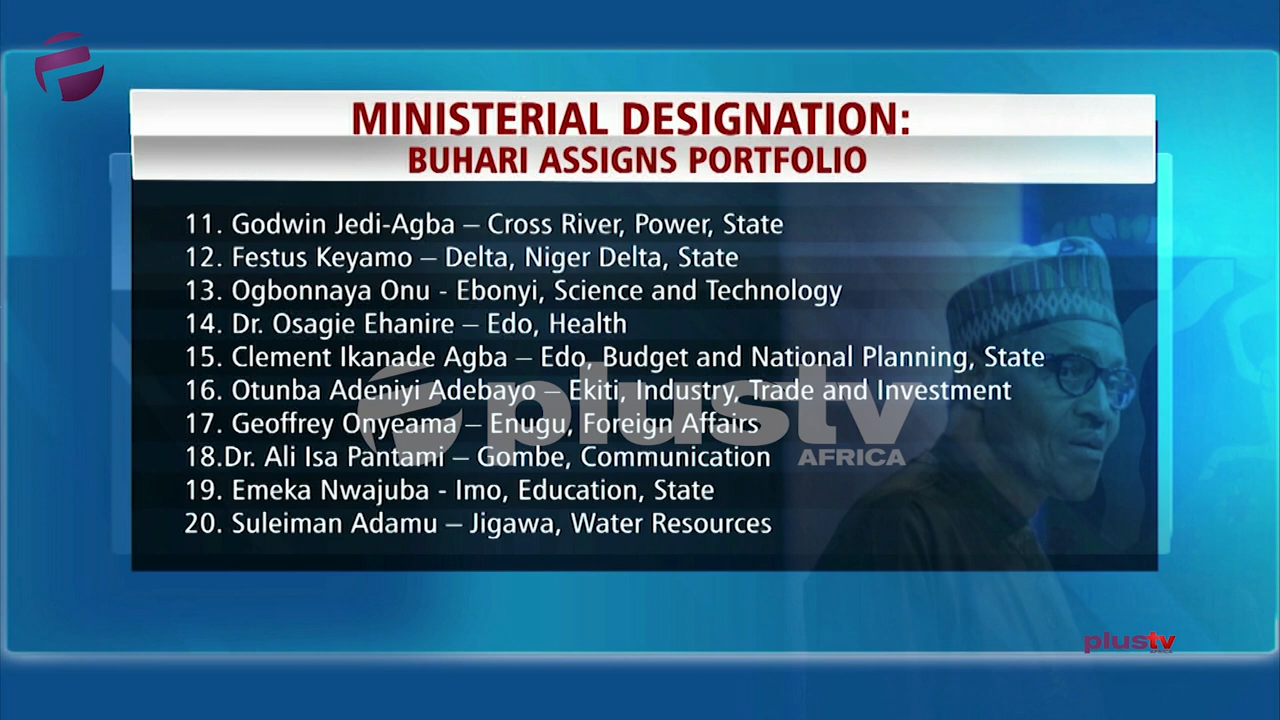 MINISTERIAL DESIGNATION:
BUHARI ASSIGNS PORTFOLIO
11. Godwin Jedi-Agba – Cross River, Power, State
12. Festus Keyamo – Delta, Niger Delta, State
13. Ogbonnaya Onu - Ebonyi, Science and Technology
14. Dr. Osagie Ehanire – Edo, Health
15. Clement Ikanade Agba – Edo, Budget and National Planning, State
16. Otunba Adeniyi Adebayo – Ekiti, Industry, Trade and Investment
17. Geoffrey Onyeama – Enugu, Foreign Affairs
18.Dr. Ali Isa Pantami – Gombe, Communication
19. Emeka Nwajuba - Imo, Education, State
20. Suleiman Adamu – Jigawa, Water Resources
plustv
AFRICA
plustv
AFRICA